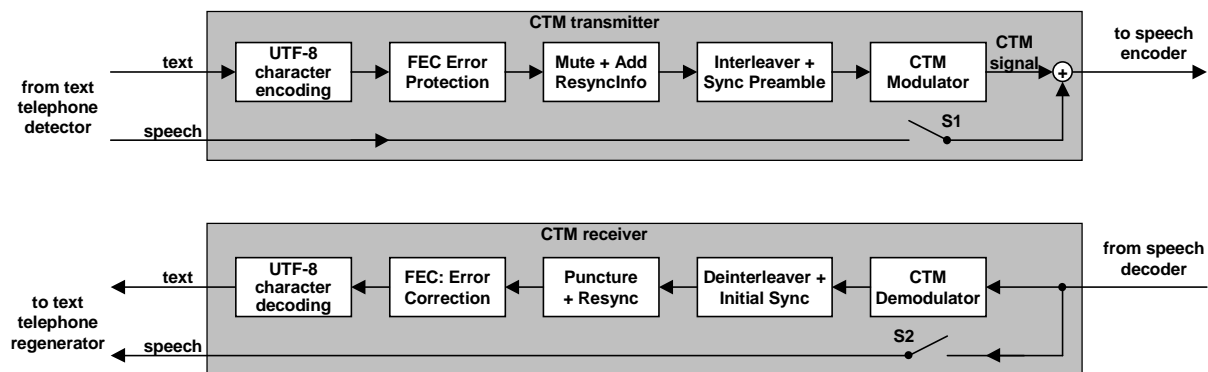 CTM transmitter
to speech
encoder
from text
telephone
detector
text
UTF-8
character
encoding
FEC Error
Protection
Mute + Add
ResyncInfo
Interleaver +
Sync Preamble
CTM
Modulator
CTM
signal
+
speech
S1
CTM receiver
from speech
decoder
to text
telephone
regenerator
text
UTF-8
character
decoding
FEC: Error
Correction
Puncture
+ Resync
Deinterleaver +
Initial Sync
CTM
Demodulator
speech
S2